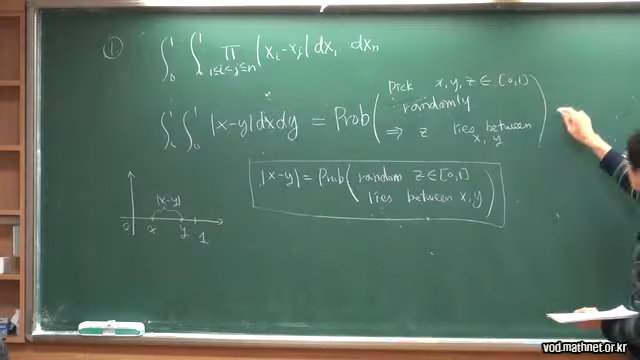 ① ∫₀¹ ∫₀¹ ∏_{1≤i<j≤n} |xᵢ-xⱼ| dx₁ dxₙ
∫₀¹ ∫₀¹ |x-y| dx dy = Prob( pick x, y, z ∈ [0,1]
randomly
⇒ z lies between
x, y )
|x-y| = Prob( random z ∈ [0,1]
lies between x, y )
|x-y|
0 x y 1
vod.mathnet.or.kr